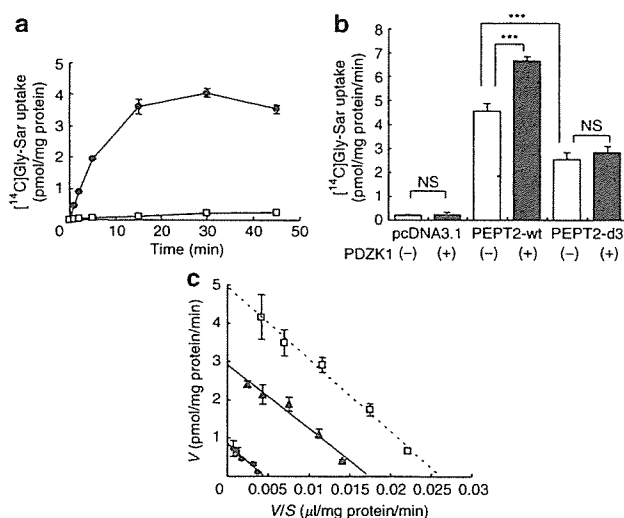 a
[¹⁴C]Gly-Sar uptake
(pmol/mg protein)
5
4
3
2
1
0 10 20 30 40 50
Time (min)
b
[¹⁴C]Gly-Sar uptake
(pmol/mg protein/min)
8
7
6
5
4
3
2
1
0
***
***
NS
NS
pcDNA3.1 PEPT2-wt PEPT2-d3
PDZK1 (−) (+) (−) (+) (−) (+)
c
V (pmol/mg protein/min)
5
4
3
2
1
0 0.005 0.01 0.015 0.02 0.025 0.03
V/S (μl/mg protein/min)